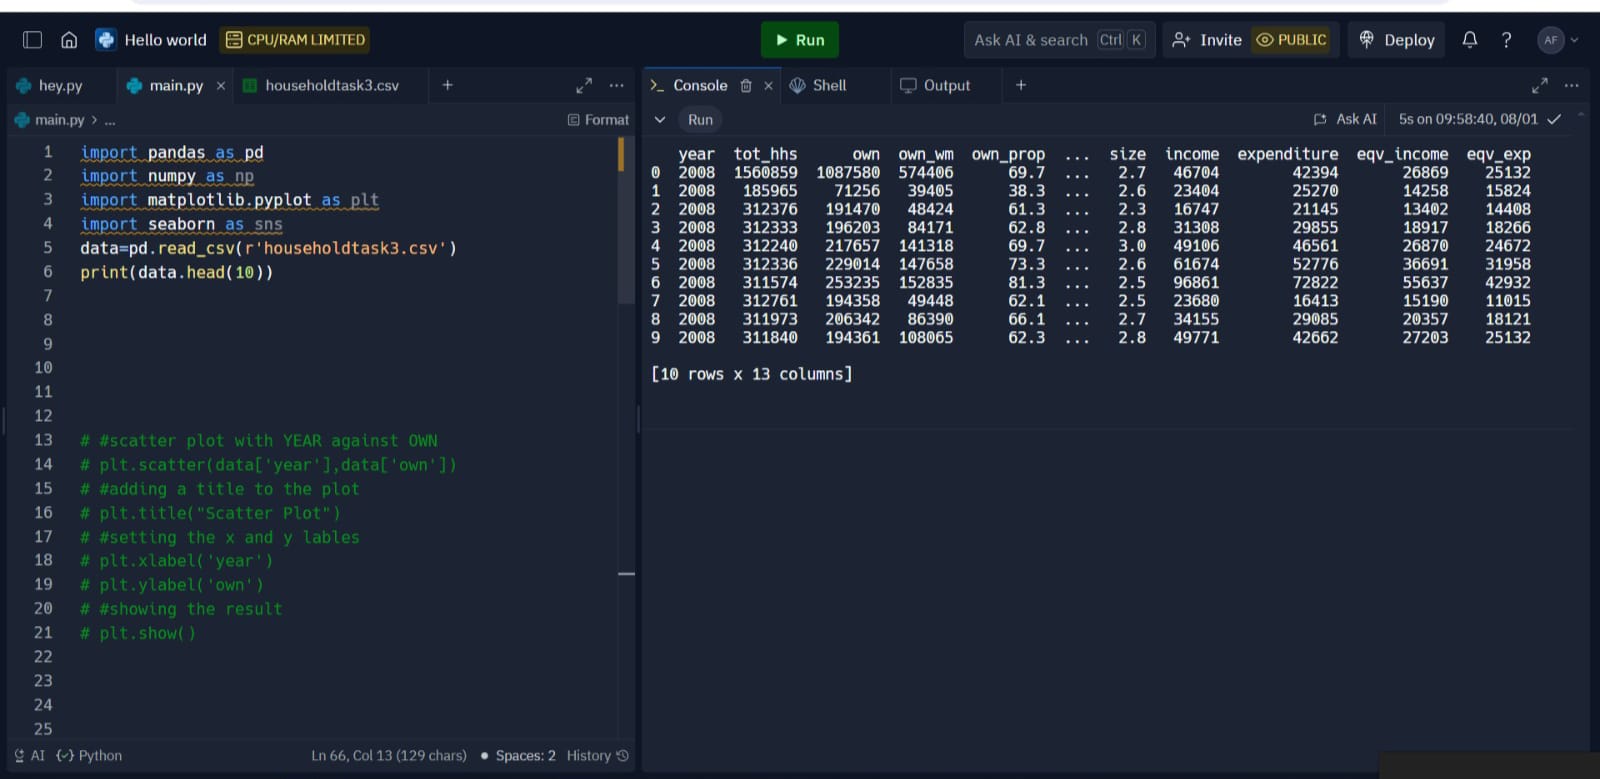 Hello world CPU/RAM LIMITED Run Ask AI & search Ctrl K Invite PUBLIC Deploy ? AF
hey.py main.py × householdtask3.csv + ...
main.py > ... Format
1 import pandas as pd
2 import numpy as np
3 import matplotlib.pyplot as plt
4 import seaborn as sns
5 data=pd.read_csv(r'householdtask3.csv')
6 print(data.head(10))
7
8
9
10
11
12
13 # #scatter plot with YEAR against OWN
14 # plt.scatter(data['year'],data['own'])
15 # #adding a title to the plot
16 # plt.title("Scatter Plot")
17 # #setting the x and y lables
18 # plt.xlabel('year')
19 # plt.ylabel('own')
20 # #showing the result
21 # plt.show()
22
23
24
25
AI Python Ln 66, Col 13 (129 chars) • Spaces: 2 History
>_ Console × Shell Output + ...
Run Ask AI 5s on 09:58:40, 08/01
year tot_hhs own own_wm own_prop ... size income expenditure eqv_income eqv_exp
0 2008 1560859 1087580 574406 69.7 ... 2.7 46704 42394 26869 25132
1 2008 185965 71256 39405 38.3 ... 2.6 23404 25270 14258 15824
2 2008 312376 191470 48424 61.3 ... 2.3 16747 21145 13402 14408
3 2008 312333 196203 84171 62.8 ... 2.8 31308 29855 18917 18266
4 2008 312240 217657 141318 69.7 ... 3.0 49106 46561 26870 24672
5 2008 312336 229014 147658 73.3 ... 2.6 61674 52776 36691 31958
6 2008 311574 253235 152835 81.3 ... 2.5 96861 72822 55637 42932
7 2008 312761 194358 49448 62.1 ... 2.5 23680 16413 15190 11015
8 2008 311973 206342 86390 66.1 ... 2.7 34155 29085 20357 18121
9 2008 311840 194361 108065 62.3 ... 2.8 49771 42662 27203 25132
[10 rows x 13 columns]